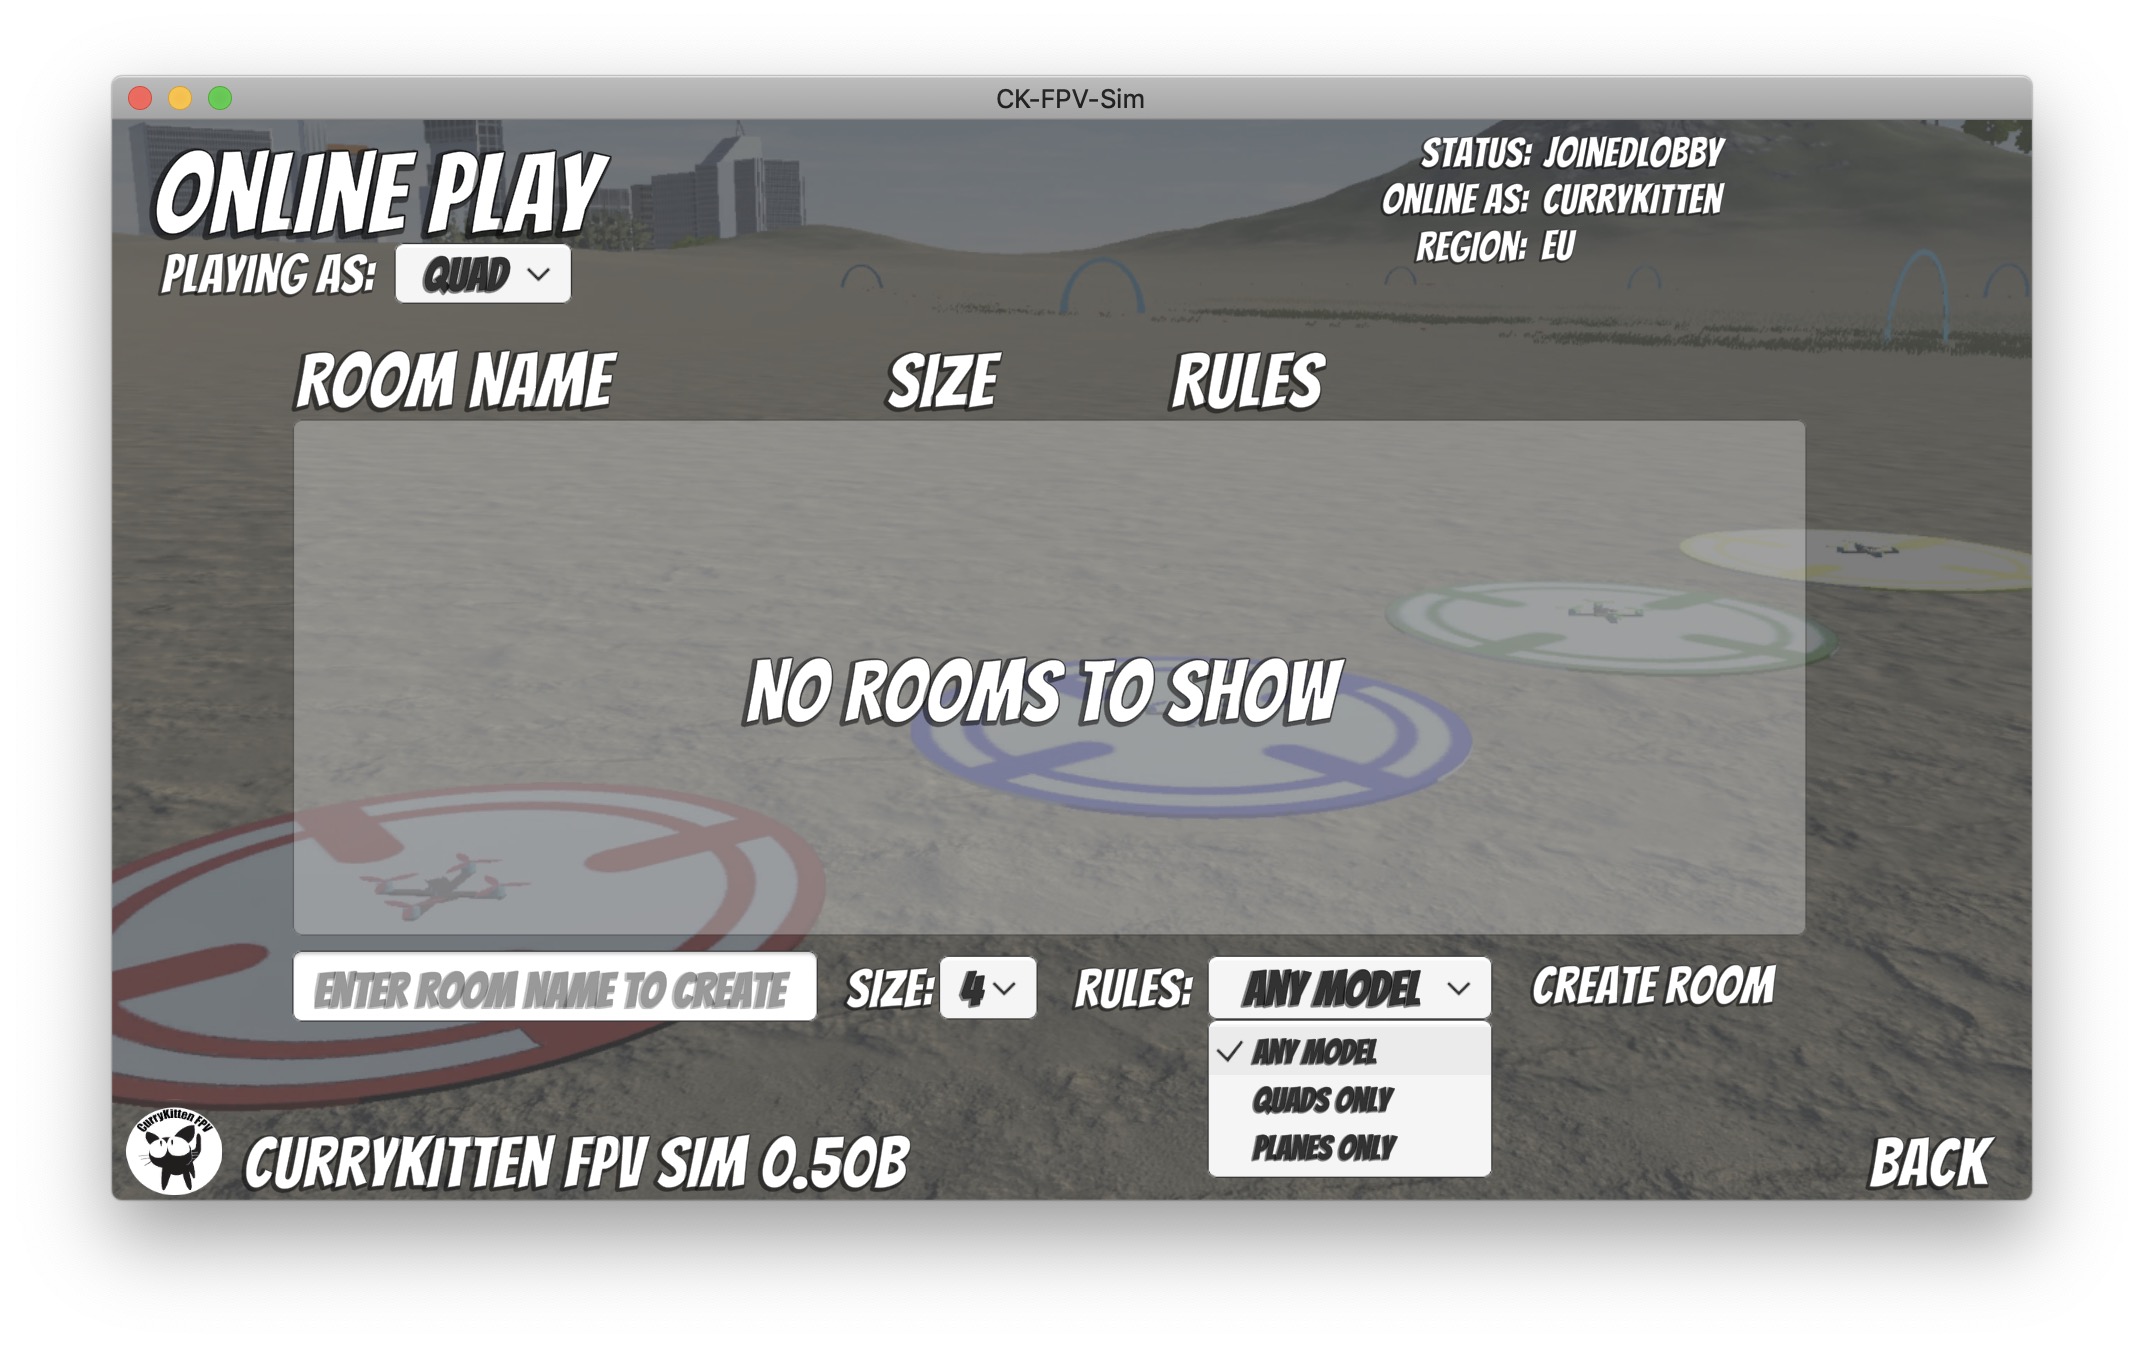 CK-FPV-Sim
ONLINE PLAY
STATUS: JOINEDLOBBY
ONLINE AS: CURRYKITTEN
REGION: EU
PLAYING AS: QUAD
ROOM NAME SIZE RULES
NO ROOMS TO SHOW
ENTER ROOM NAME TO CREATE SIZE: 4 RULES: ANY MODEL CREATE ROOM
ANY MODEL
QUADS ONLY
PLANES ONLY
CurryKitten FPV
CURRYKITTEN FPV SIM 0.50B
BACK